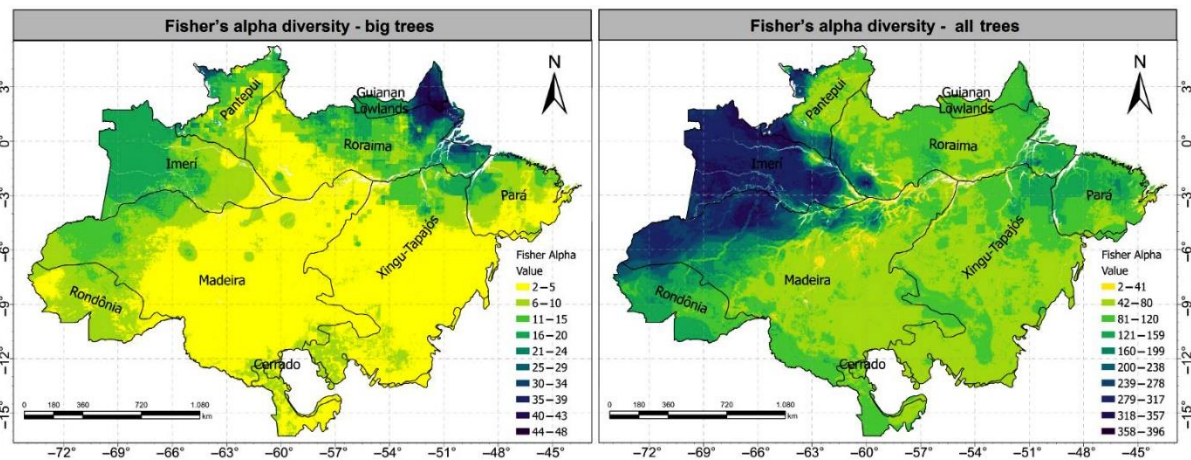 Fisher's alpha diversity - big trees
N
Pantepui
Guianan
Lowlands
Roraima
Imerí
Pará
Xingu-Tapajós
Madeira
Rondônia
Cerrado
Fisher Alpha
Value
2−5
6−10
11−15
16−20
21−24
25−29
30−34
35−39
40−43
44−48
0 180 360 720 1.080
km
−72° −69° −66° −63° −60° −57° −54° −51° −48° −45°
Fisher's alpha diversity - all trees
N
3°
0°
−3°
−6°
−9°
−12°
−15°
Pantepui
Guianan
Lowlands
Roraima
Imerí
Pará
Xingu-Tapajós
Madeira
Rondônia
Cerrado
Fisher Alpha
Value
2−41
42−80
81−120
121−159
160−199
200−238
239−278
279−317
318−357
358−396
0 180 360 720 1.080
km
−72° −69° −66° −63° −60° −57° −54° −51° −48° −45°
3°
0°
−3°
−6°
−9°
−12°
−15°